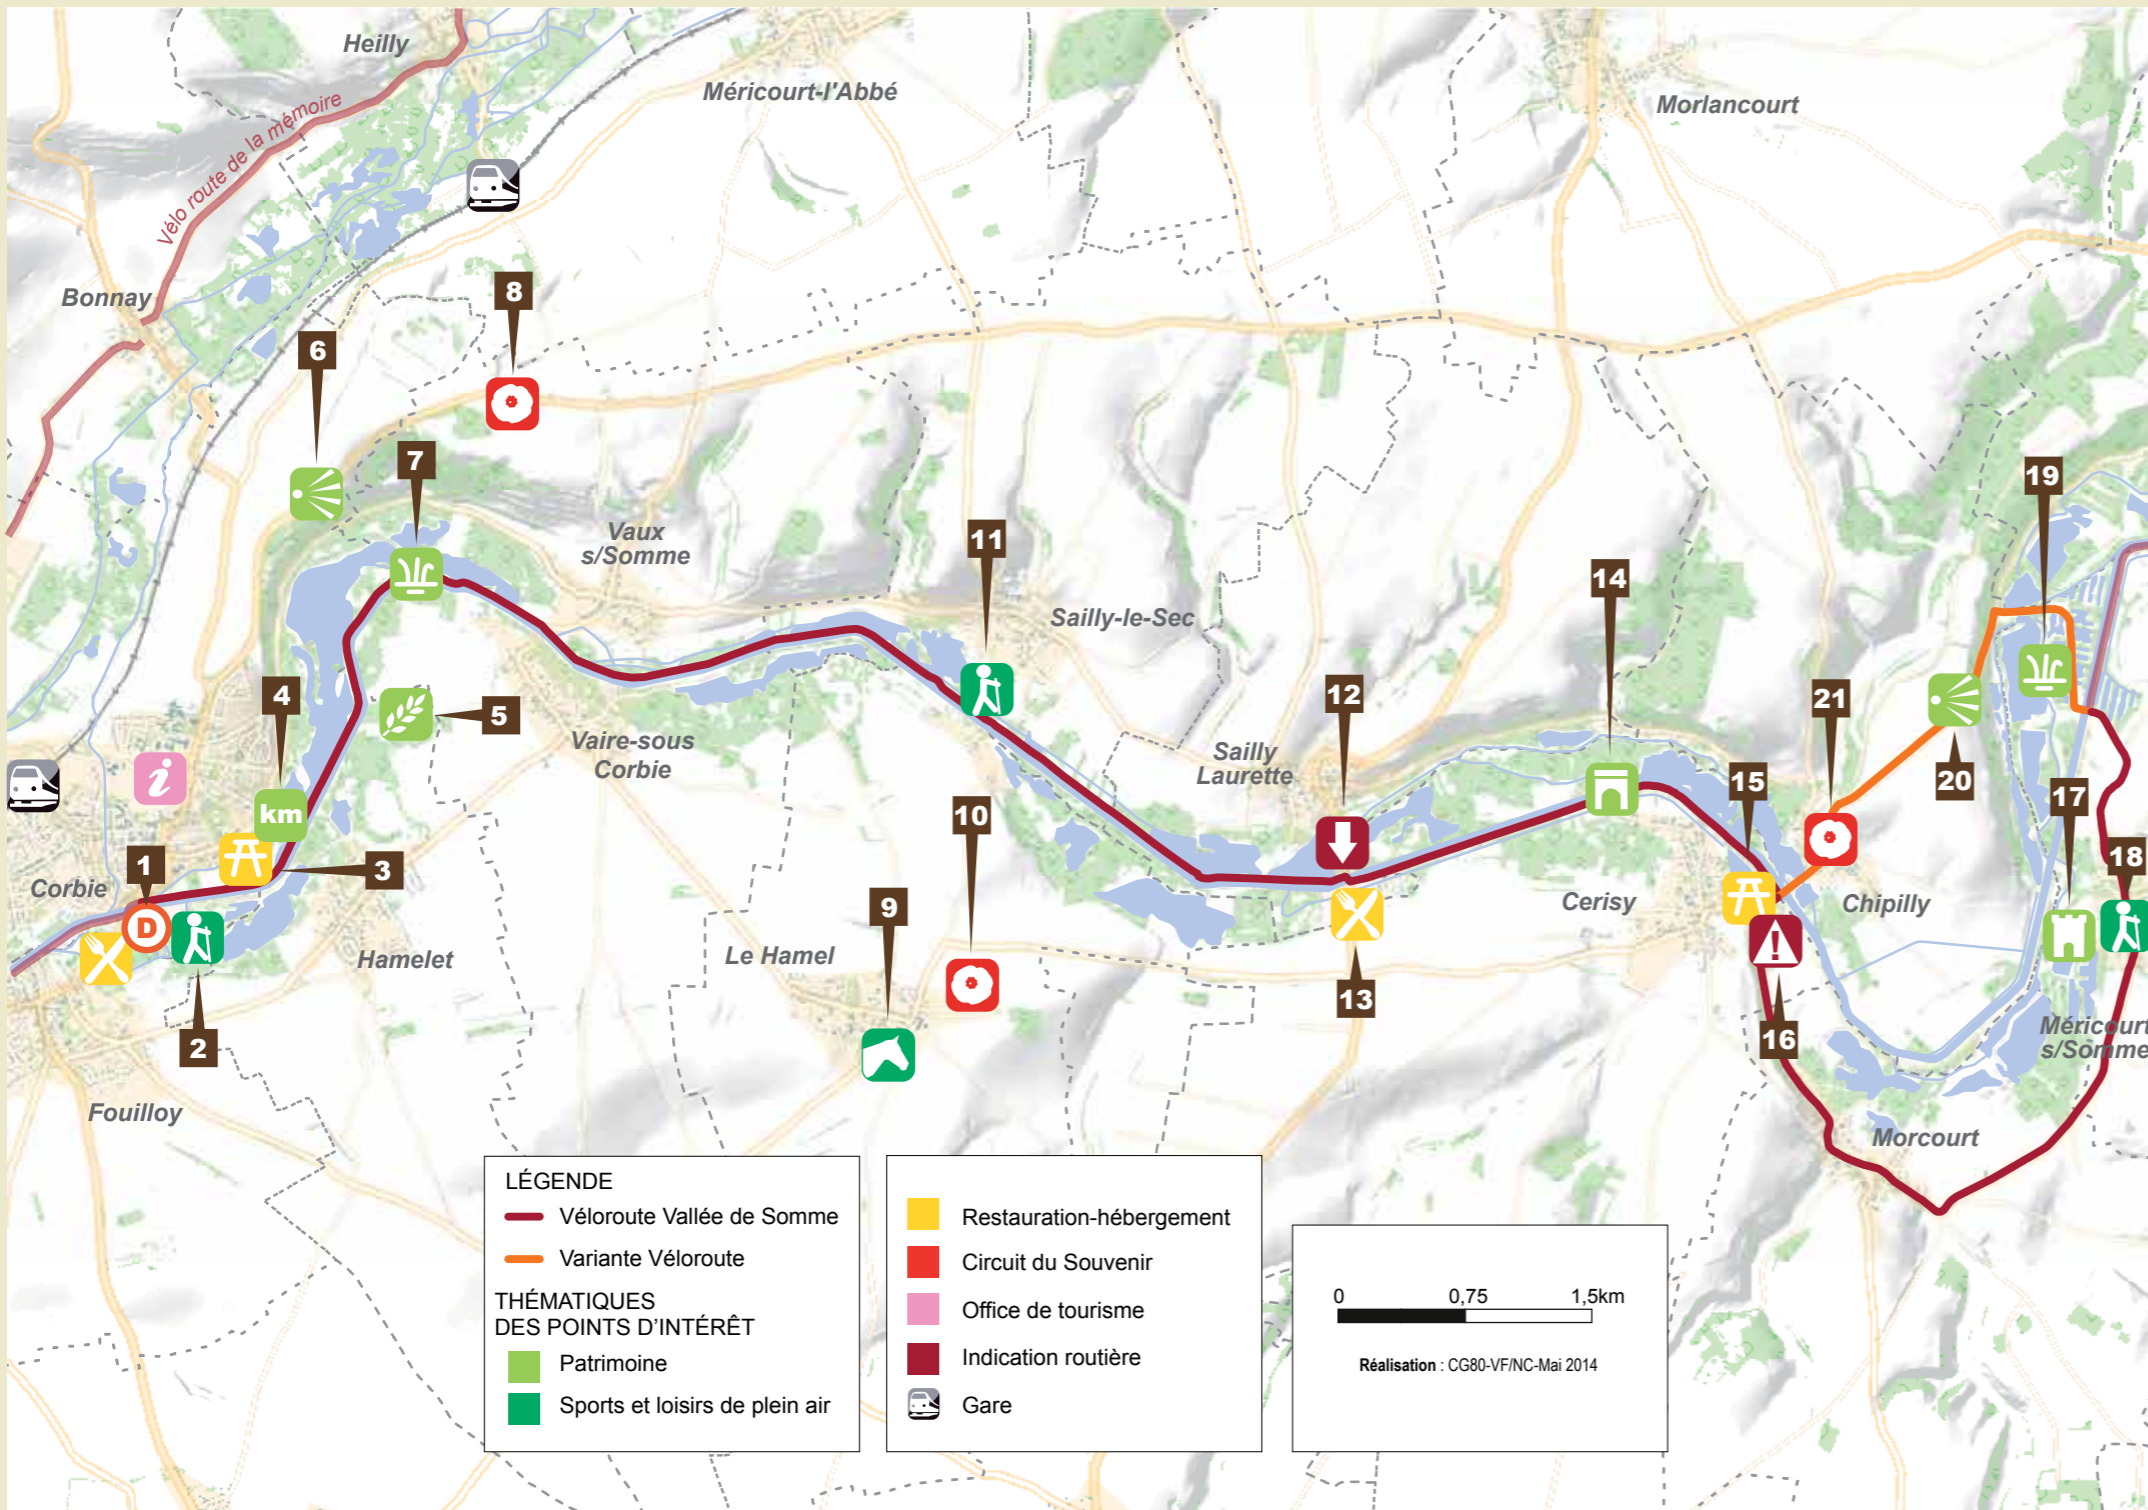 Heilly
Méricourt-l'Abbé
Morlancourt
Vélo route de la mémoire
Bonnay
8
6
7
19
Vaux
s/Somme
11
14
Sailly-le-Sec
4
5
12
21
Vaire-sous
Corbie
Sailly
Laurette
15
20
17
i
km
10
1
3
18
Corbie
9
Cerisy
Chipilly
D
Hamelet
Le Hamel
!
13
2
16
Méricourt
s/Somme
Fouilloy
Morcourt
LÉGENDE
Véloroute Vallée de Somme
Variante Véloroute
THÉMATIQUES
DES POINTS D'INTÉRÊT
Patrimoine
Sports et loisirs de plein air
Restauration-hébergement
Circuit du Souvenir
Office de tourisme
Indication routière
Gare
0 0,75 1,5km
Réalisation : CG80-VF/NC-Mai 2014